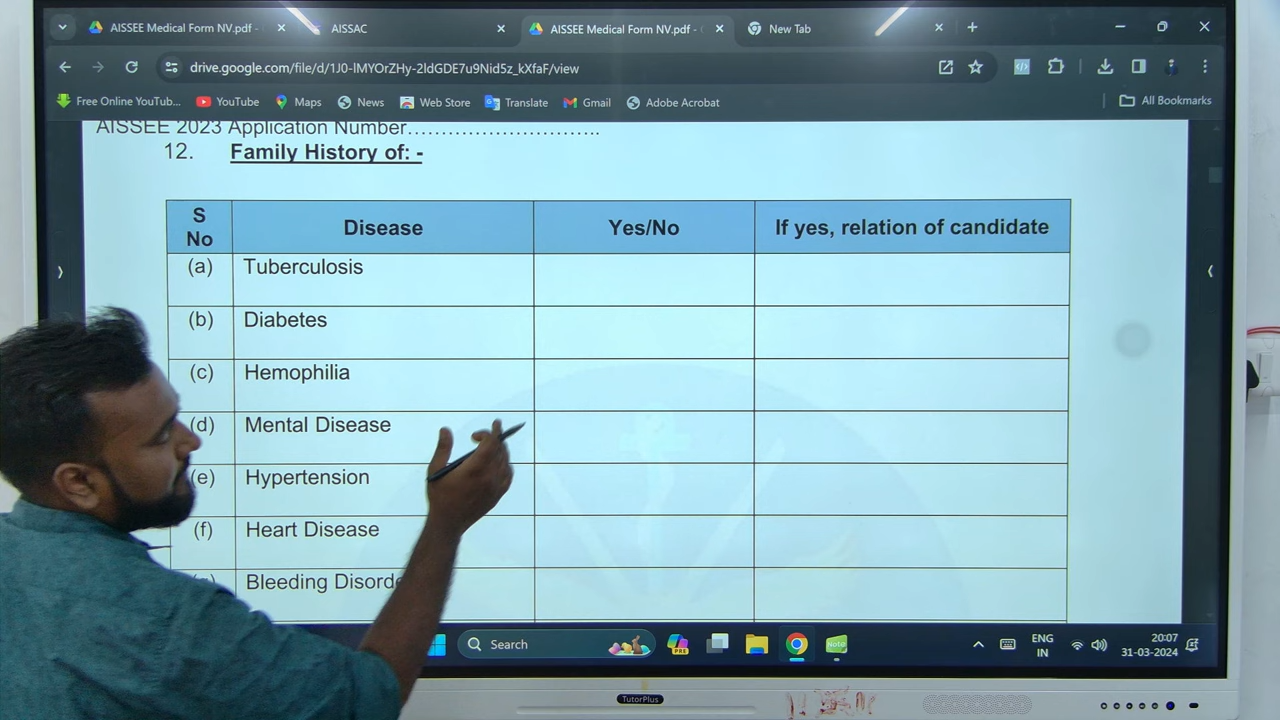 AISSEE Medical Form NV.pdf -
AISSAC
AISSEE Medical Form NV.pdf -
New Tab
drive.google.com/file/d/1J0-lMYOrZHy-2ldGDE7u9Nid5z_kXfaF/view
Free Online YouTub...
YouTube
Maps
News
Web Store
Translate
Gmail
Adobe Acrobat
All Bookmarks
AISSEE 2023 Application Number……………………….
12. Family History of: -
S No
Disease
Yes/No
If yes, relation of candidate
(a) Tuberculosis
(b) Diabetes
(c) Hemophilia
(d) Mental Disease
(e) Hypertension
(f) Heart Disease
Bleeding Disorde
Search
PRE
Note
ENG
IN
20:07
31-03-2024
TutorPlus